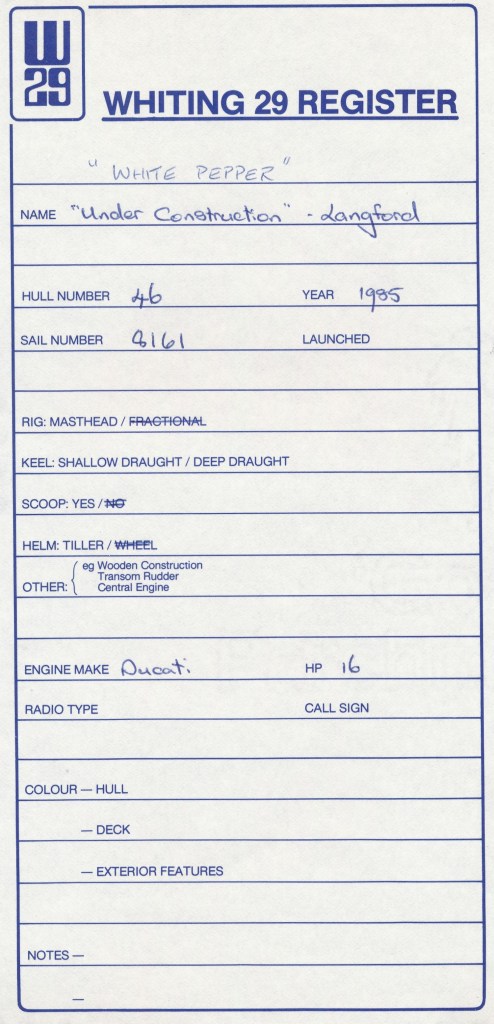 W
29
WHITING 29 REGISTER
"WHITE PEPPER"
NAME "Under Construction" - Langford
HULL NUMBER 46 YEAR 1985
SAIL NUMBER 8161 LAUNCHED
RIG: MASTHEAD / FRACTIONAL
KEEL: SHALLOW DRAUGHT / DEEP DRAUGHT
SCOOP: YES / NO
HELM: TILLER / WHEEL
OTHER: eg Wooden Construction
Transom Rudder
Central Engine
ENGINE MAKE Ducati HP 16
RADIO TYPE CALL SIGN
COLOUR — HULL
— DECK
— EXTERIOR FEATURES
NOTES —
—